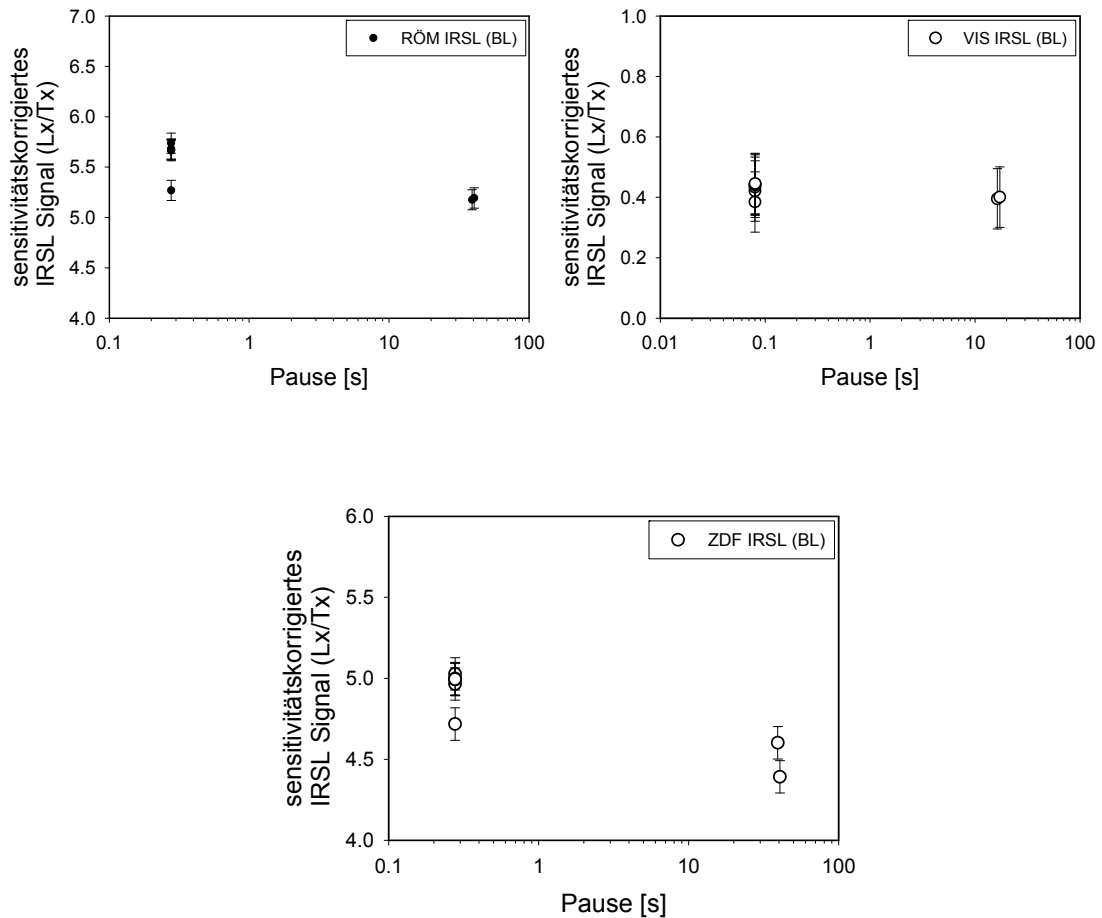 RÖM IRSL (BL)
sensitivitätskorrigiertes
IRSL Signal (Lx/Tx)
7.0
6.0
5.5
5.0
4.5
4.0
0.1
1
10
100
Pause [s]
VIS IRSL (BL)
sensitivitätskorrigiertes
IRSL Signal (Lx/Tx)
1.0
0.8
0.6
0.4
0.2
0.0
0.01
0.1
1
10
100
Pause [s]
ZDF IRSL (BL)
sensitivitätskorrigiertes
IRSL Signal (Lx/Tx)
6.0
5.5
5.0
4.5
4.0
0.1
1
10
100
Pause [s]